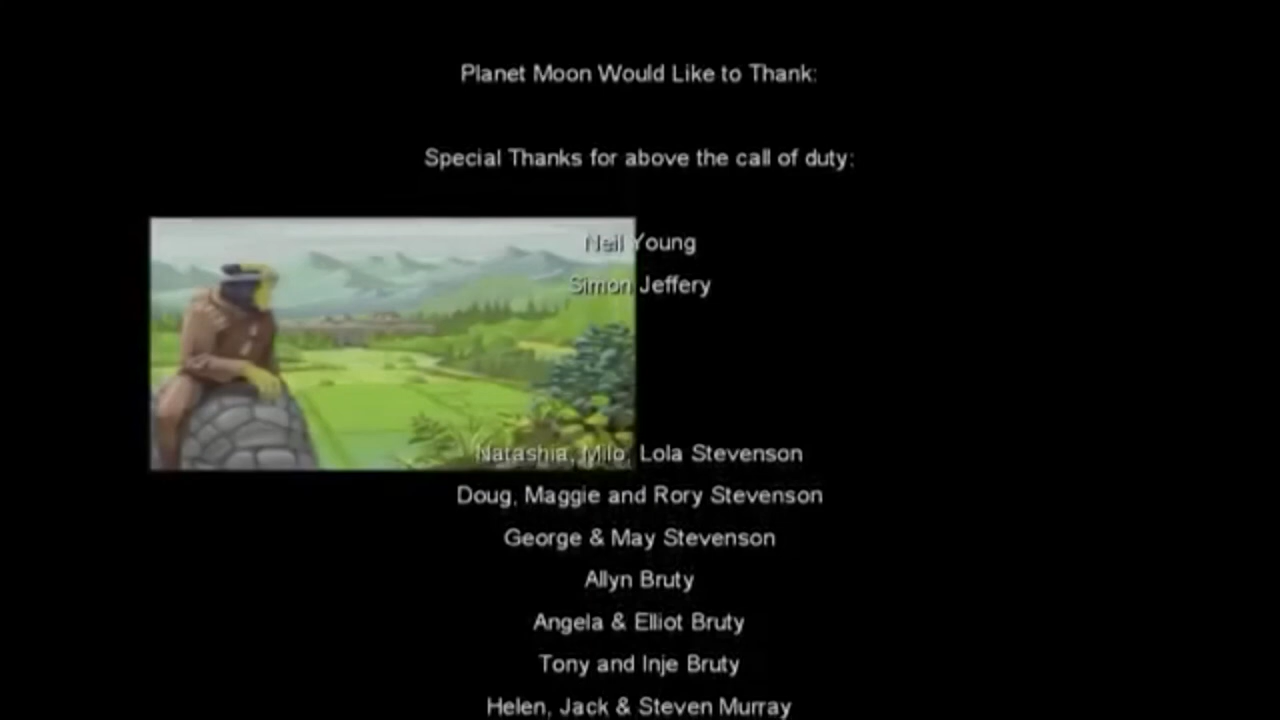 Planet Moon Would Like to Thank:
Special Thanks for above the call of duty:
Neil Young
Simon Jeffery
Natashia, Milo, Lola Stevenson
Doug, Maggie and Rory Stevenson
George & May Stevenson
Allyn Bruty
Angela & Elliot Bruty
Tony and Inje Bruty
Helen, Jack & Steven Murray